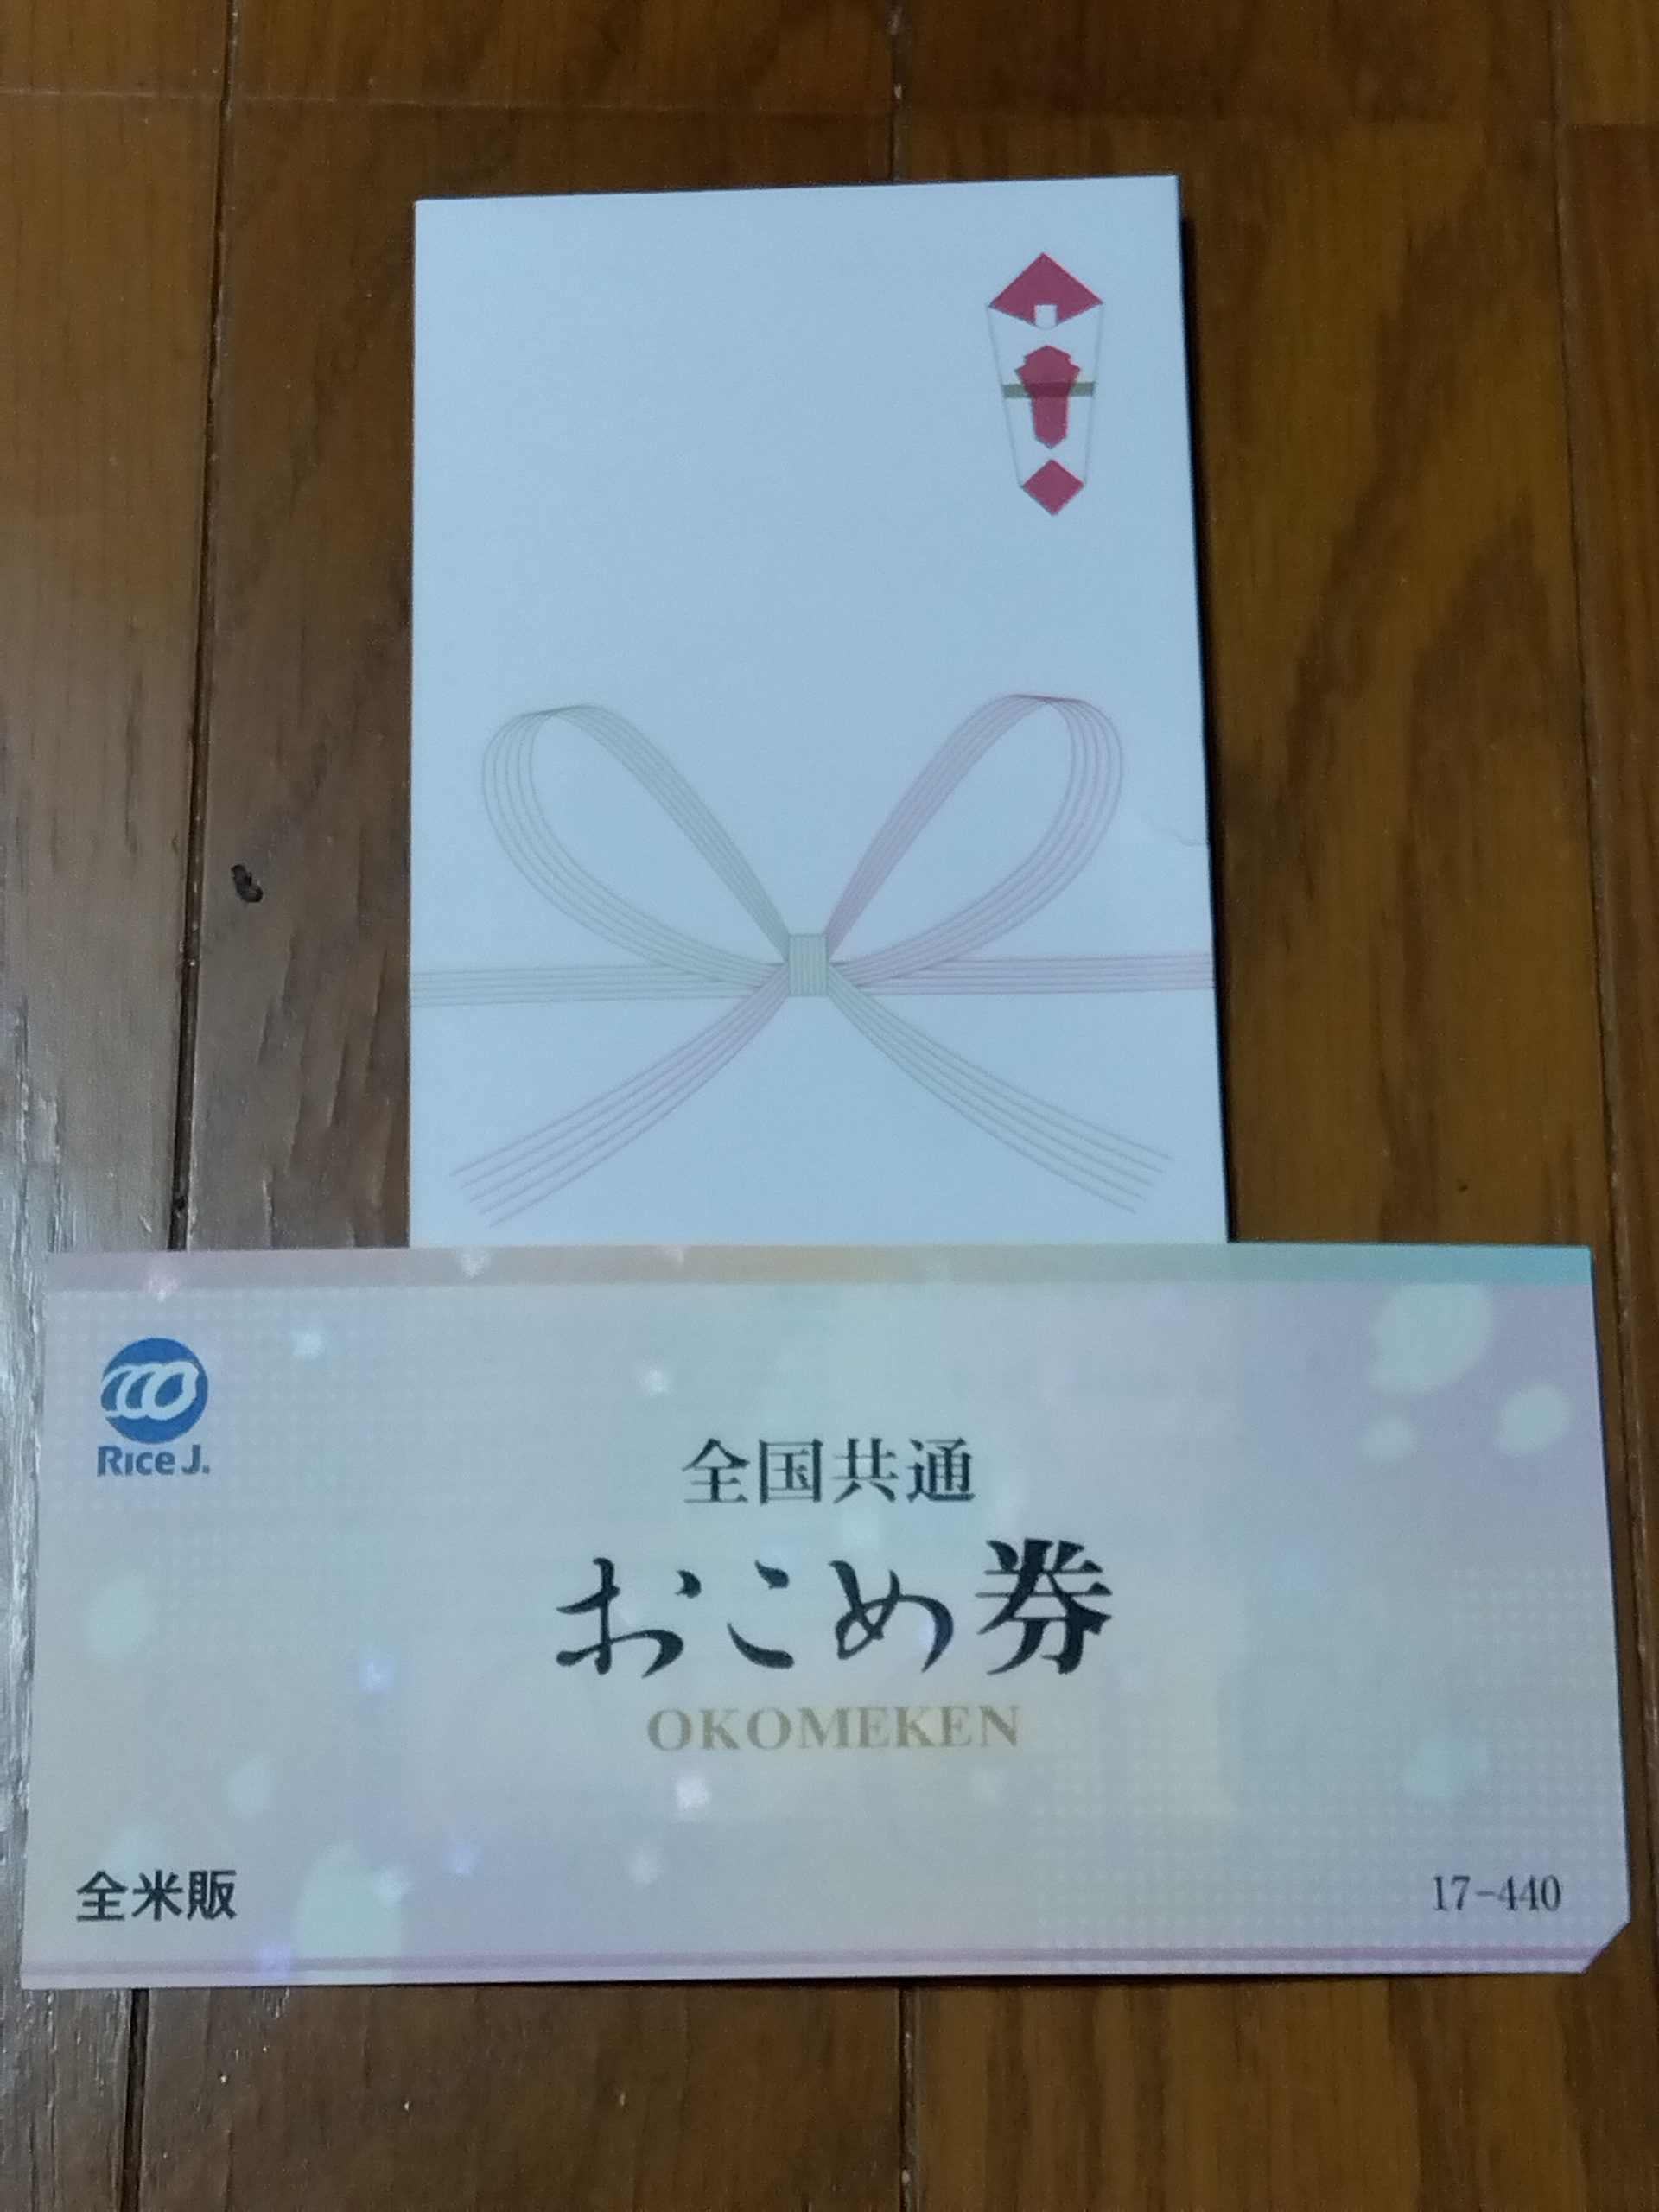 Rice J.
全国共通
おこめ券
OKOMEKEN
全米販
17-440